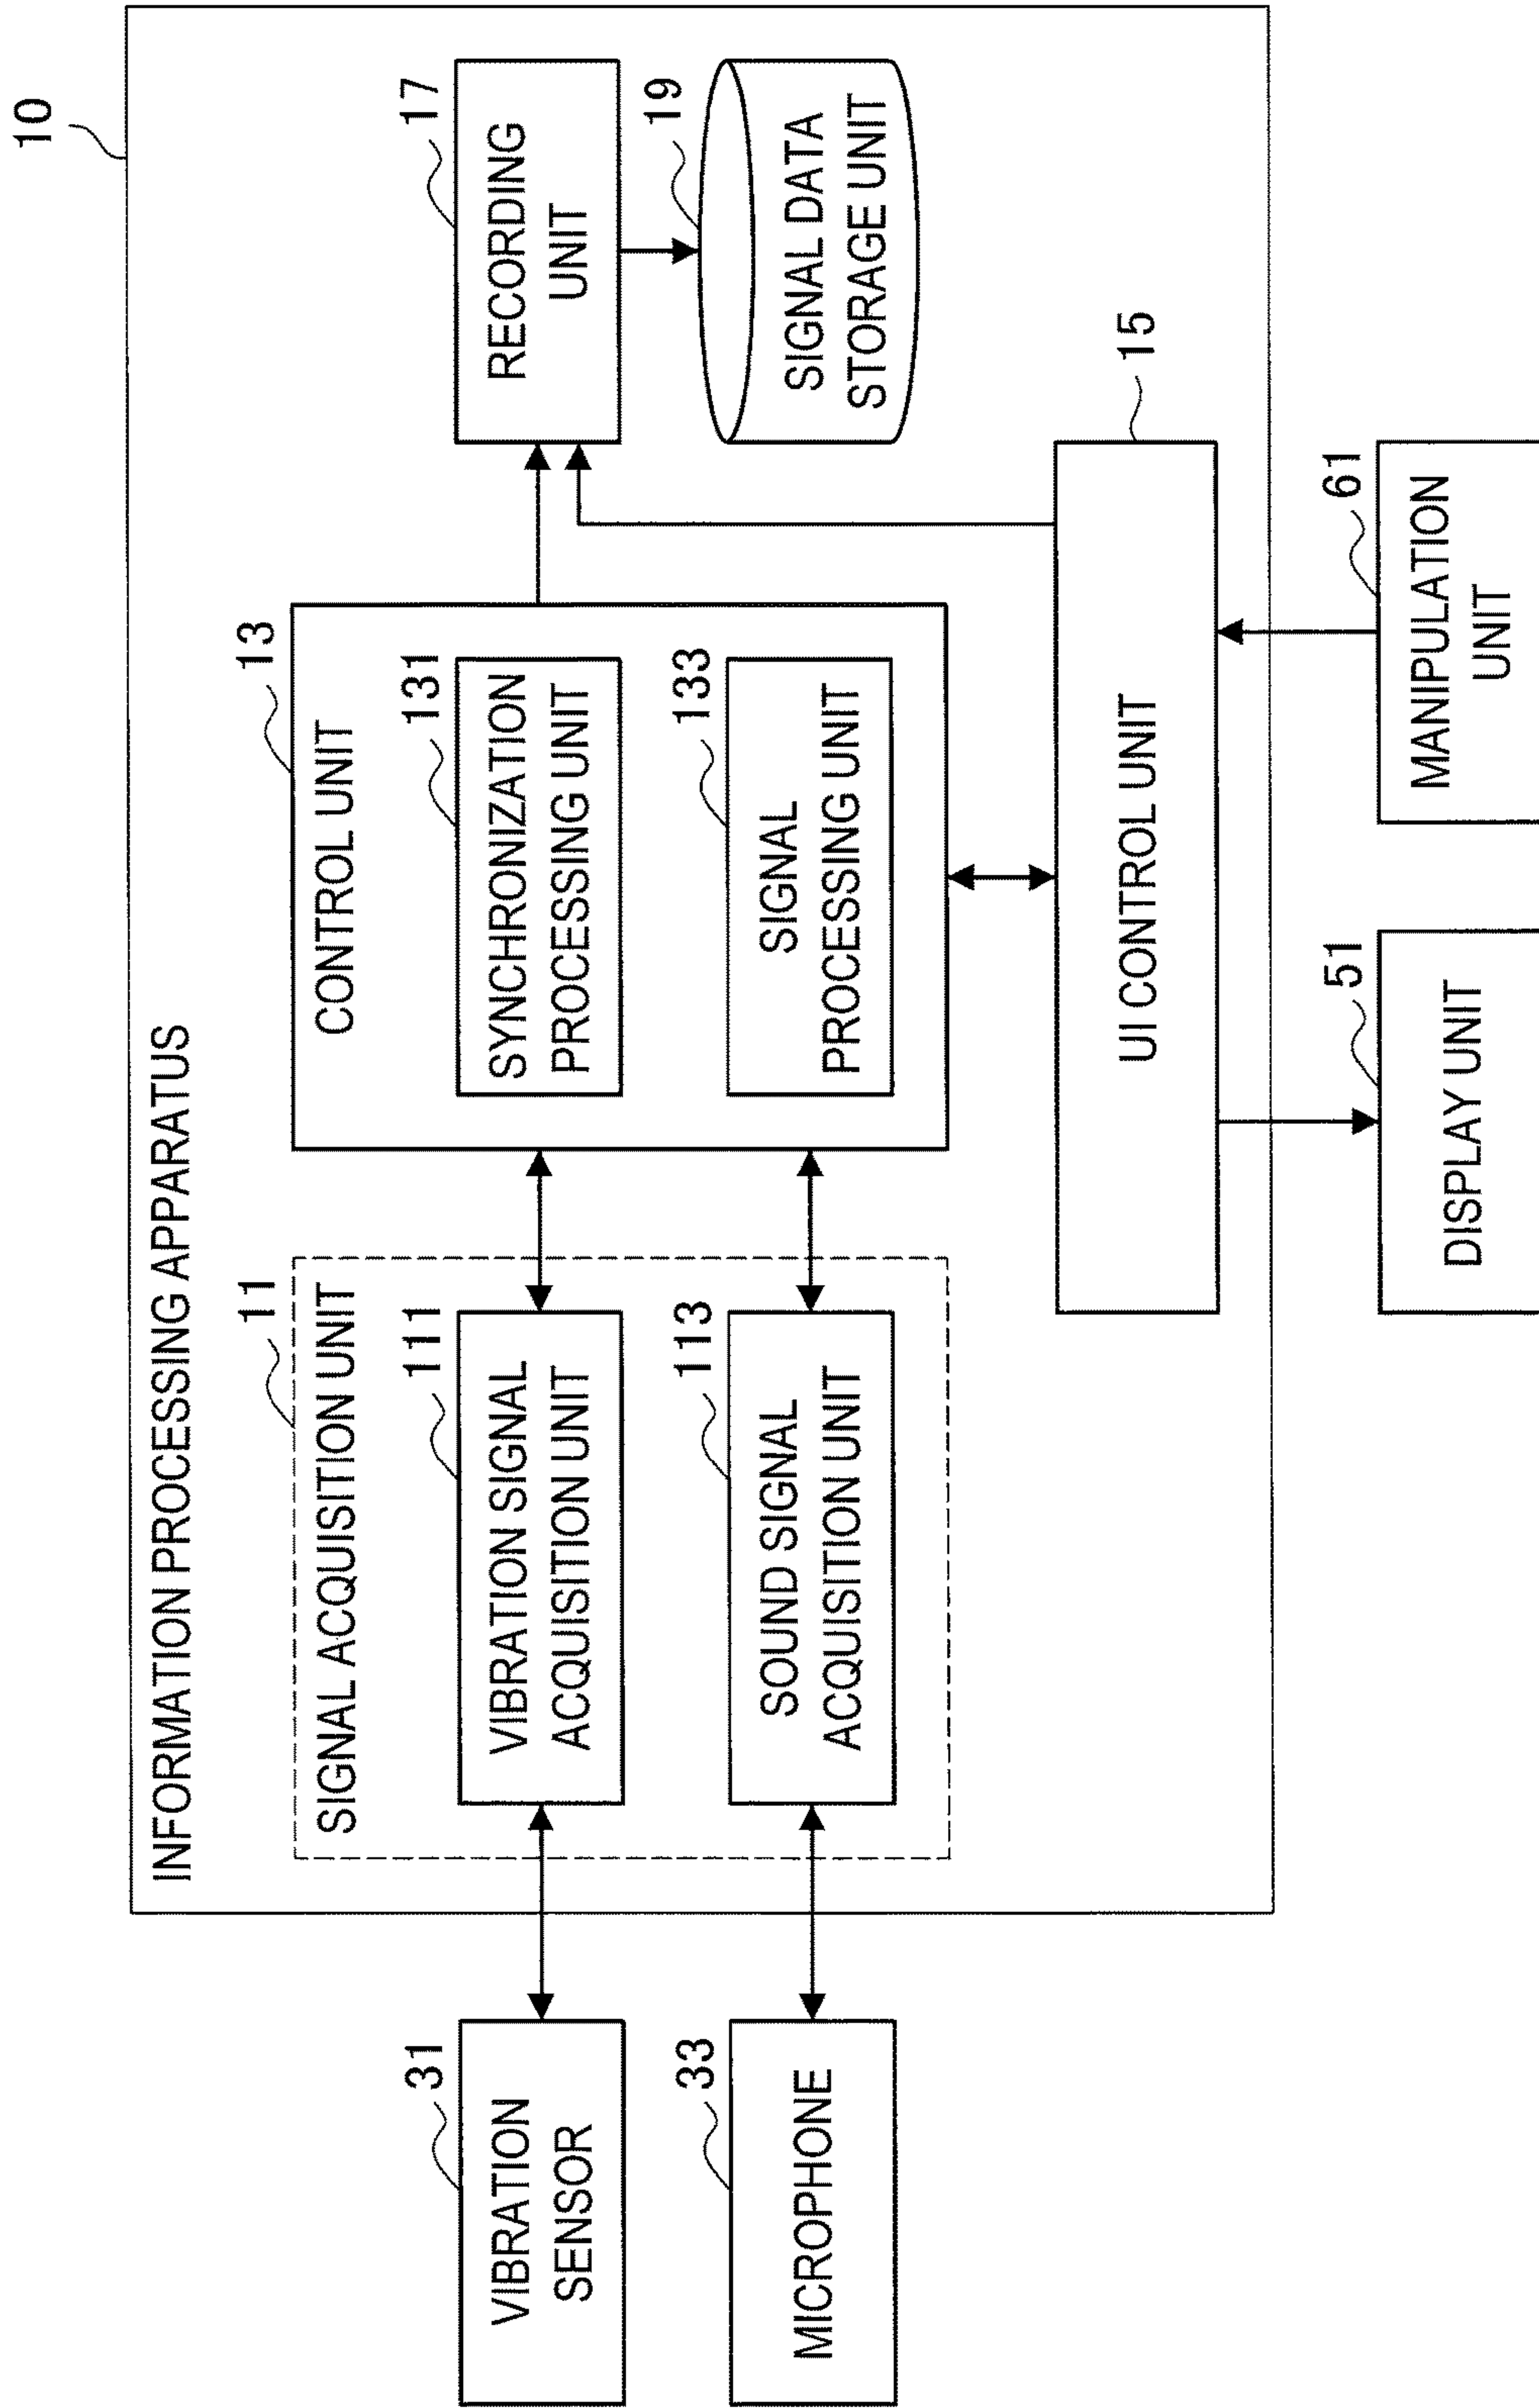 10
INFORMATION PROCESSING APPARATUS
11
SIGNAL ACQUISITION UNIT
13
CONTROL UNIT
31
VIBRATION
SENSOR
111
VIBRATION SIGNAL
ACQUISITION UNIT
131
SYNCHRONIZATION
PROCESSING UNIT
17
RECORDING
UNIT
33
MICROPHONE
113
SOUND SIGNAL
ACQUISITION UNIT
133
SIGNAL
PROCESSING UNIT
19
SIGNAL DATA
STORAGE UNIT
15
UI CONTROL UNIT
51
DISPLAY UNIT
61
MANIPULATION
UNIT